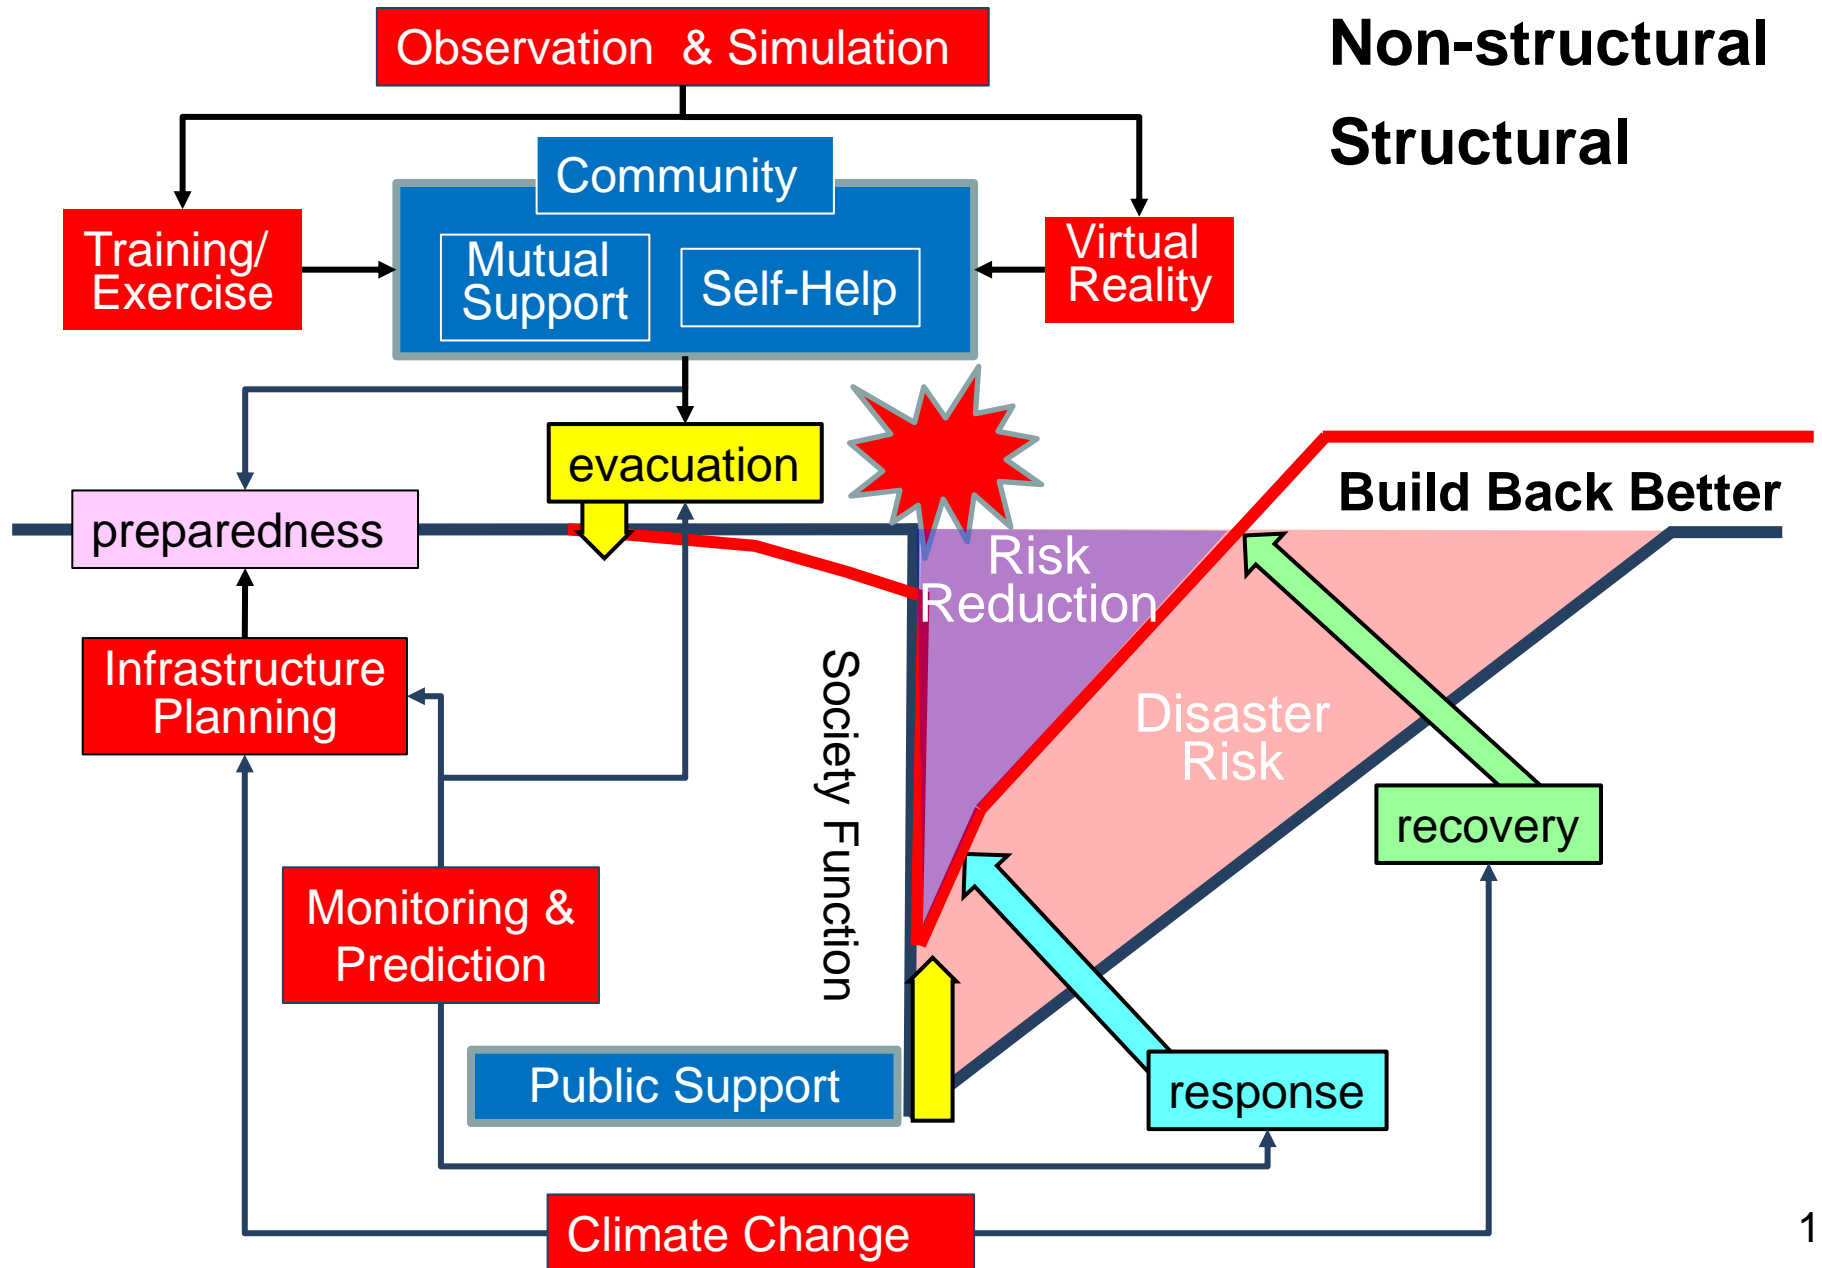 Observation & Simulation
Non-structural
Structural
Community
Training/
Exercise
Mutual
Support
Self-Help
Virtual
Reality
evacuation
Build Back Better
preparedness
Risk
Reduction
Infrastructure
Planning
Society Function
Disaster
Risk
recovery
Monitoring &
Prediction
Public Support
response
Climate Change
1